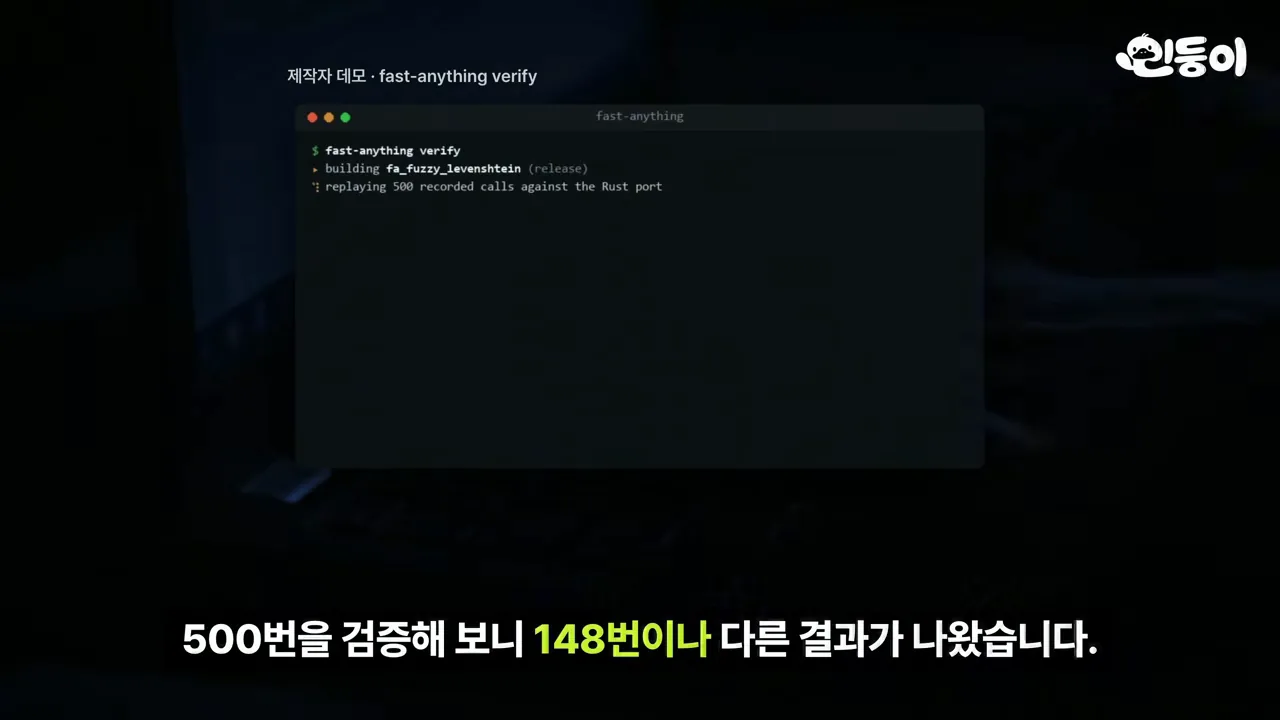 인둥이
제작자 데모 · fast-anything verify
fast-anything
$ fast-anything verify
▸ building fa_fuzzy_levenshtein (release)
replaying 500 recorded calls against the Rust port
500번을 검증해 보니 148번이나 다른 결과가 나왔습니다.